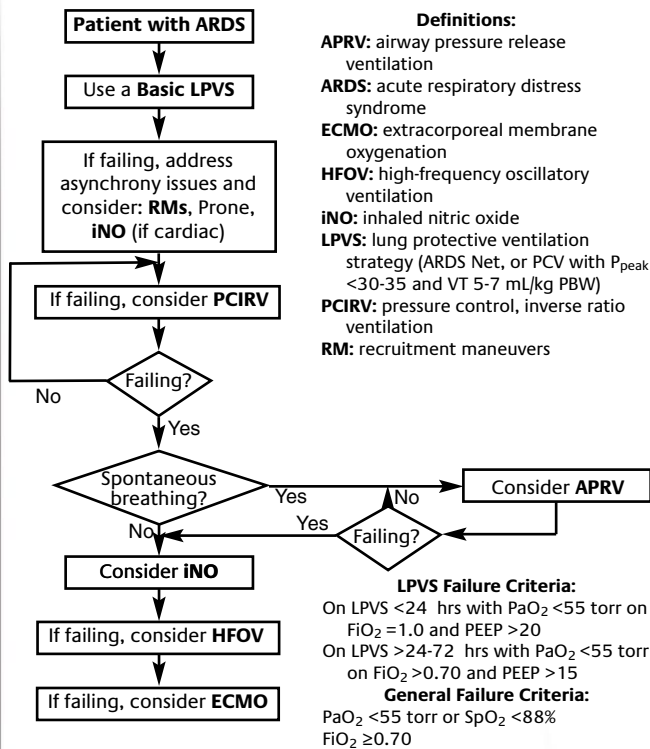 Patient with ARDS
Use a Basic LPVS
If failing, address
asynchrony issues and
consider: RMs, Prone,
iNO (if cardiac)
If failing, consider PCIRV
Failing?
No
Yes
Spontaneous
breathing?
Yes
No
Consider APRV
No
Failing?
Yes
Consider iNO
If failing, consider HFOV
If failing, consider ECMO
Definitions:
APRV: airway pressure release
ventilation
ARDS: acute respiratory distress
syndrome
ECMO: extracorporeal membrane
oxygenation
HFOV: high-frequency oscillatory
ventilation
iNO: inhaled nitric oxide
LPVS: lung protective ventilation
strategy (ARDS Net, or PCV with Ppeak
<30-35 and VT 5-7 mL/kg PBW)
PCIRV: pressure control, inverse ratio
ventilation
RM: recruitment maneuvers
LPVS Failure Criteria:
On LPVS <24 hrs with PaO2 <55 torr on
FiO2 =1.0 and PEEP >20
On LPVS >24-72 hrs with PaO2 <55 torr
on FiO2 >0.70 and PEEP >15
General Failure Criteria:
PaO2 <55 torr or SpO2 <88%
FiO2 ≥0.70